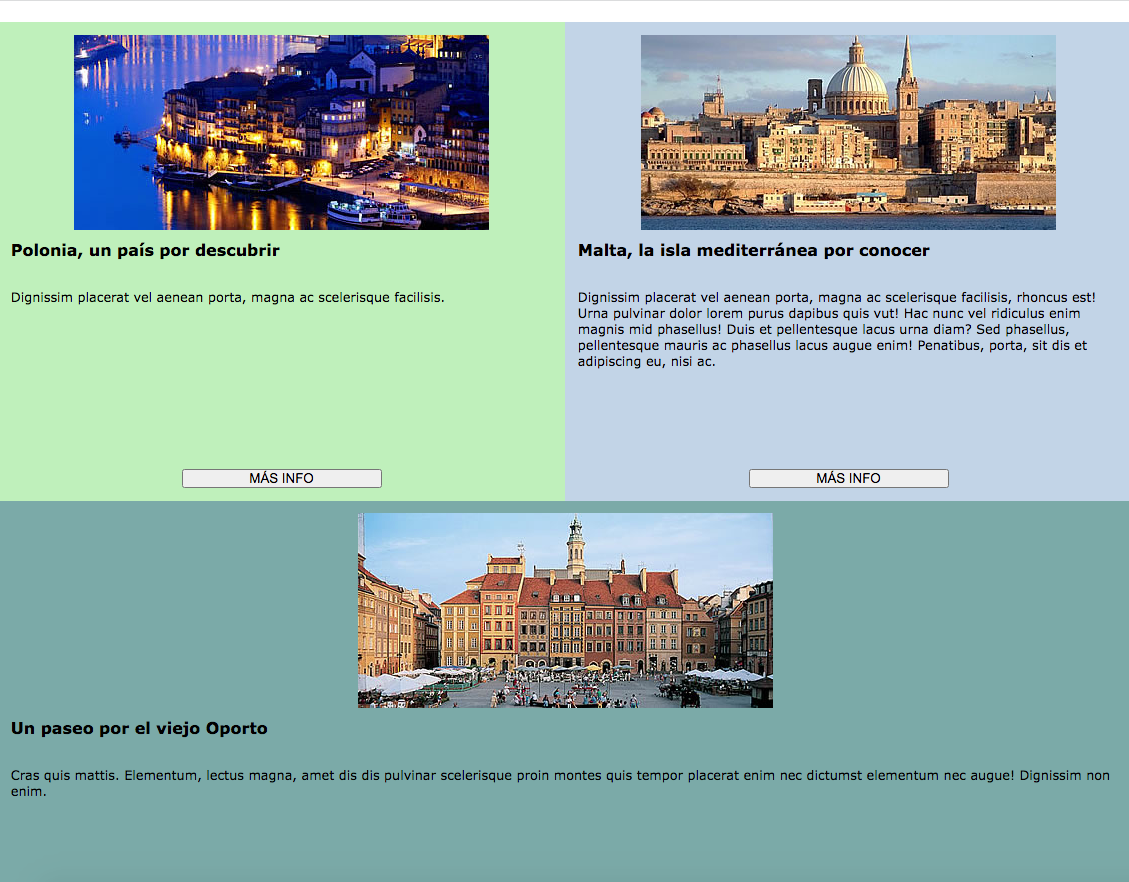 Polonia, un país por descubrir
Dignissim placerat vel aenean porta, magna ac scelerisque facilisis.
MÁS INFO
Malta, la isla mediterránea por conocer
Dignissim placerat vel aenean porta, magna ac scelerisque facilisis, rhoncus est!
Urna pulvinar dolor lorem purus dapibus quis vut! Hac nunc vel ridiculus enim
magnis mid phasellus! Duis et pellentesque lacus urna diam? Sed phasellus,
pellentesque mauris ac phasellus lacus augue enim! Penatibus, porta, sit dis et
adipiscing eu, nisi ac.
MÁS INFO
Un paseo por el viejo Oporto
Cras quis mattis. Elementum, lectus magna, amet dis dis pulvinar scelerisque proin montes quis tempor placerat enim nec dictumst elementum nec augue! Dignissim non
enim.